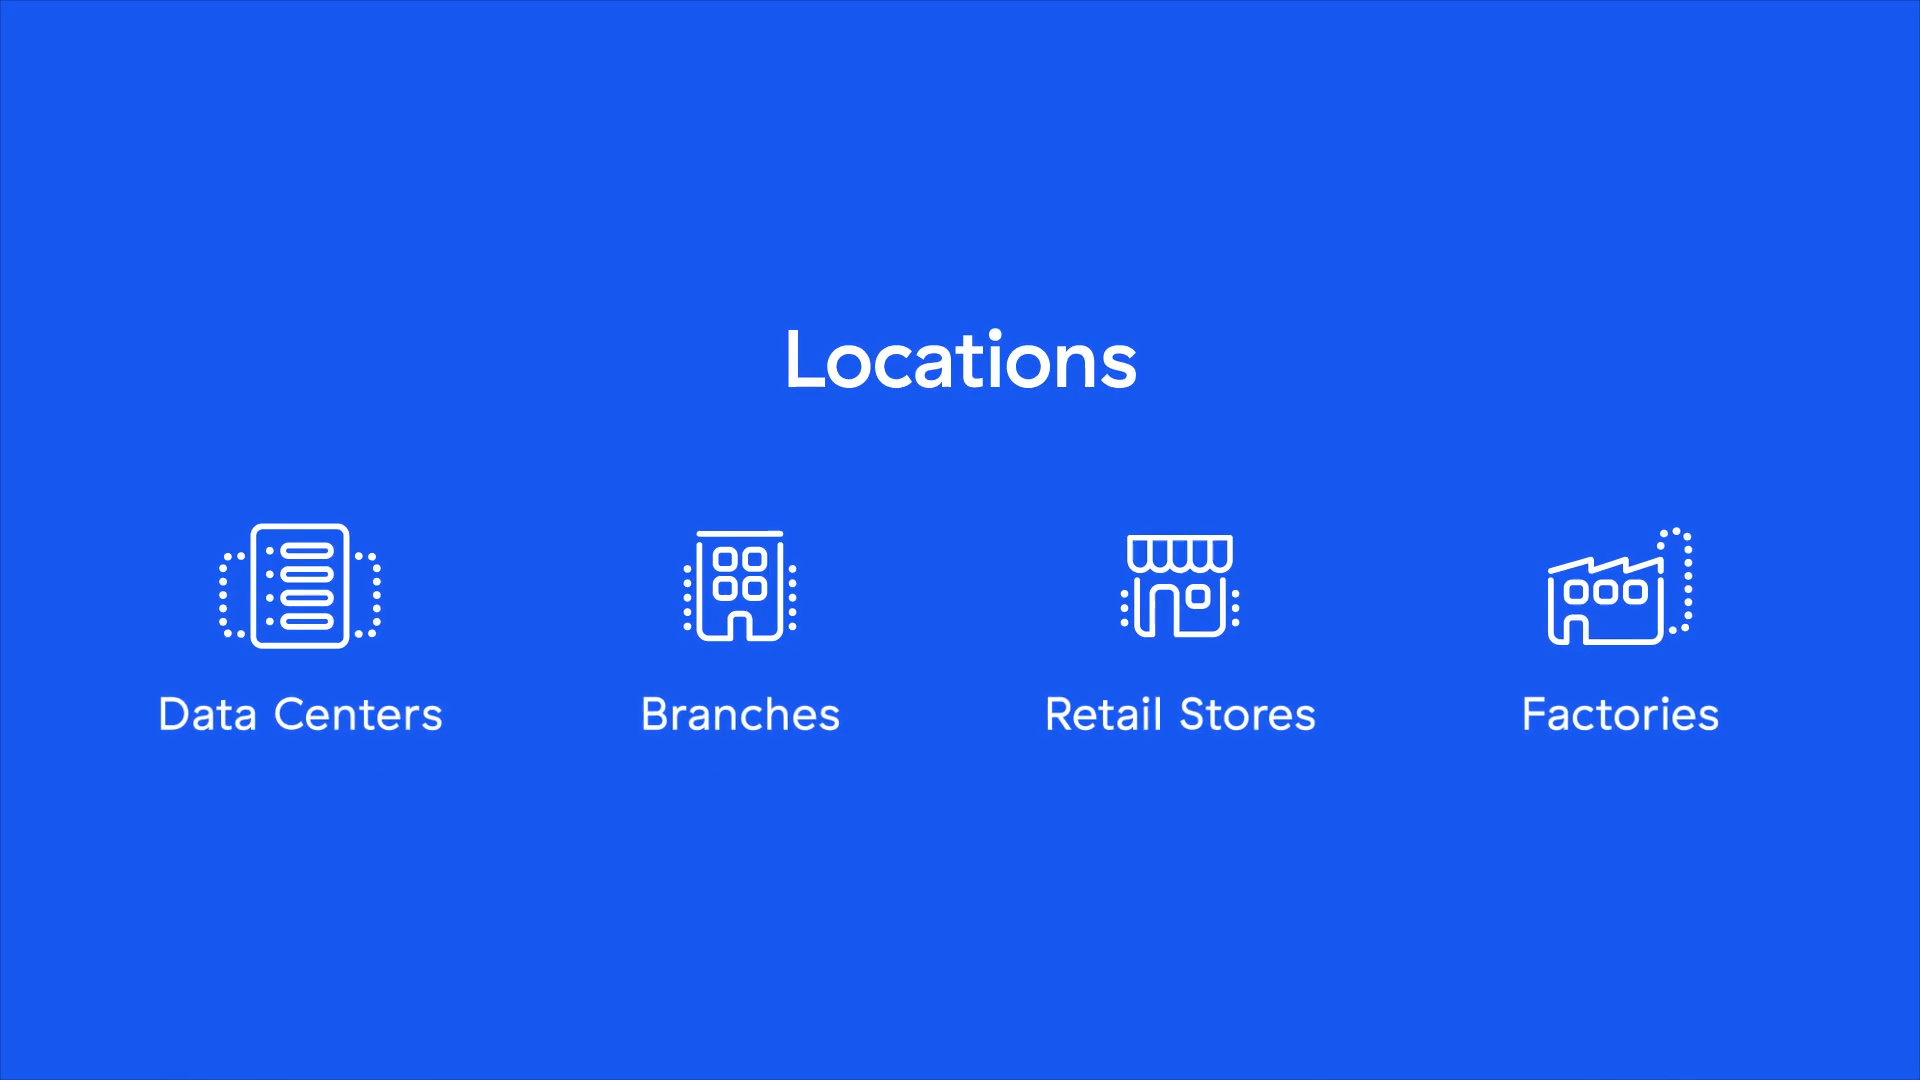 Locations
Data Centers
Branches
Retail Stores
Factories